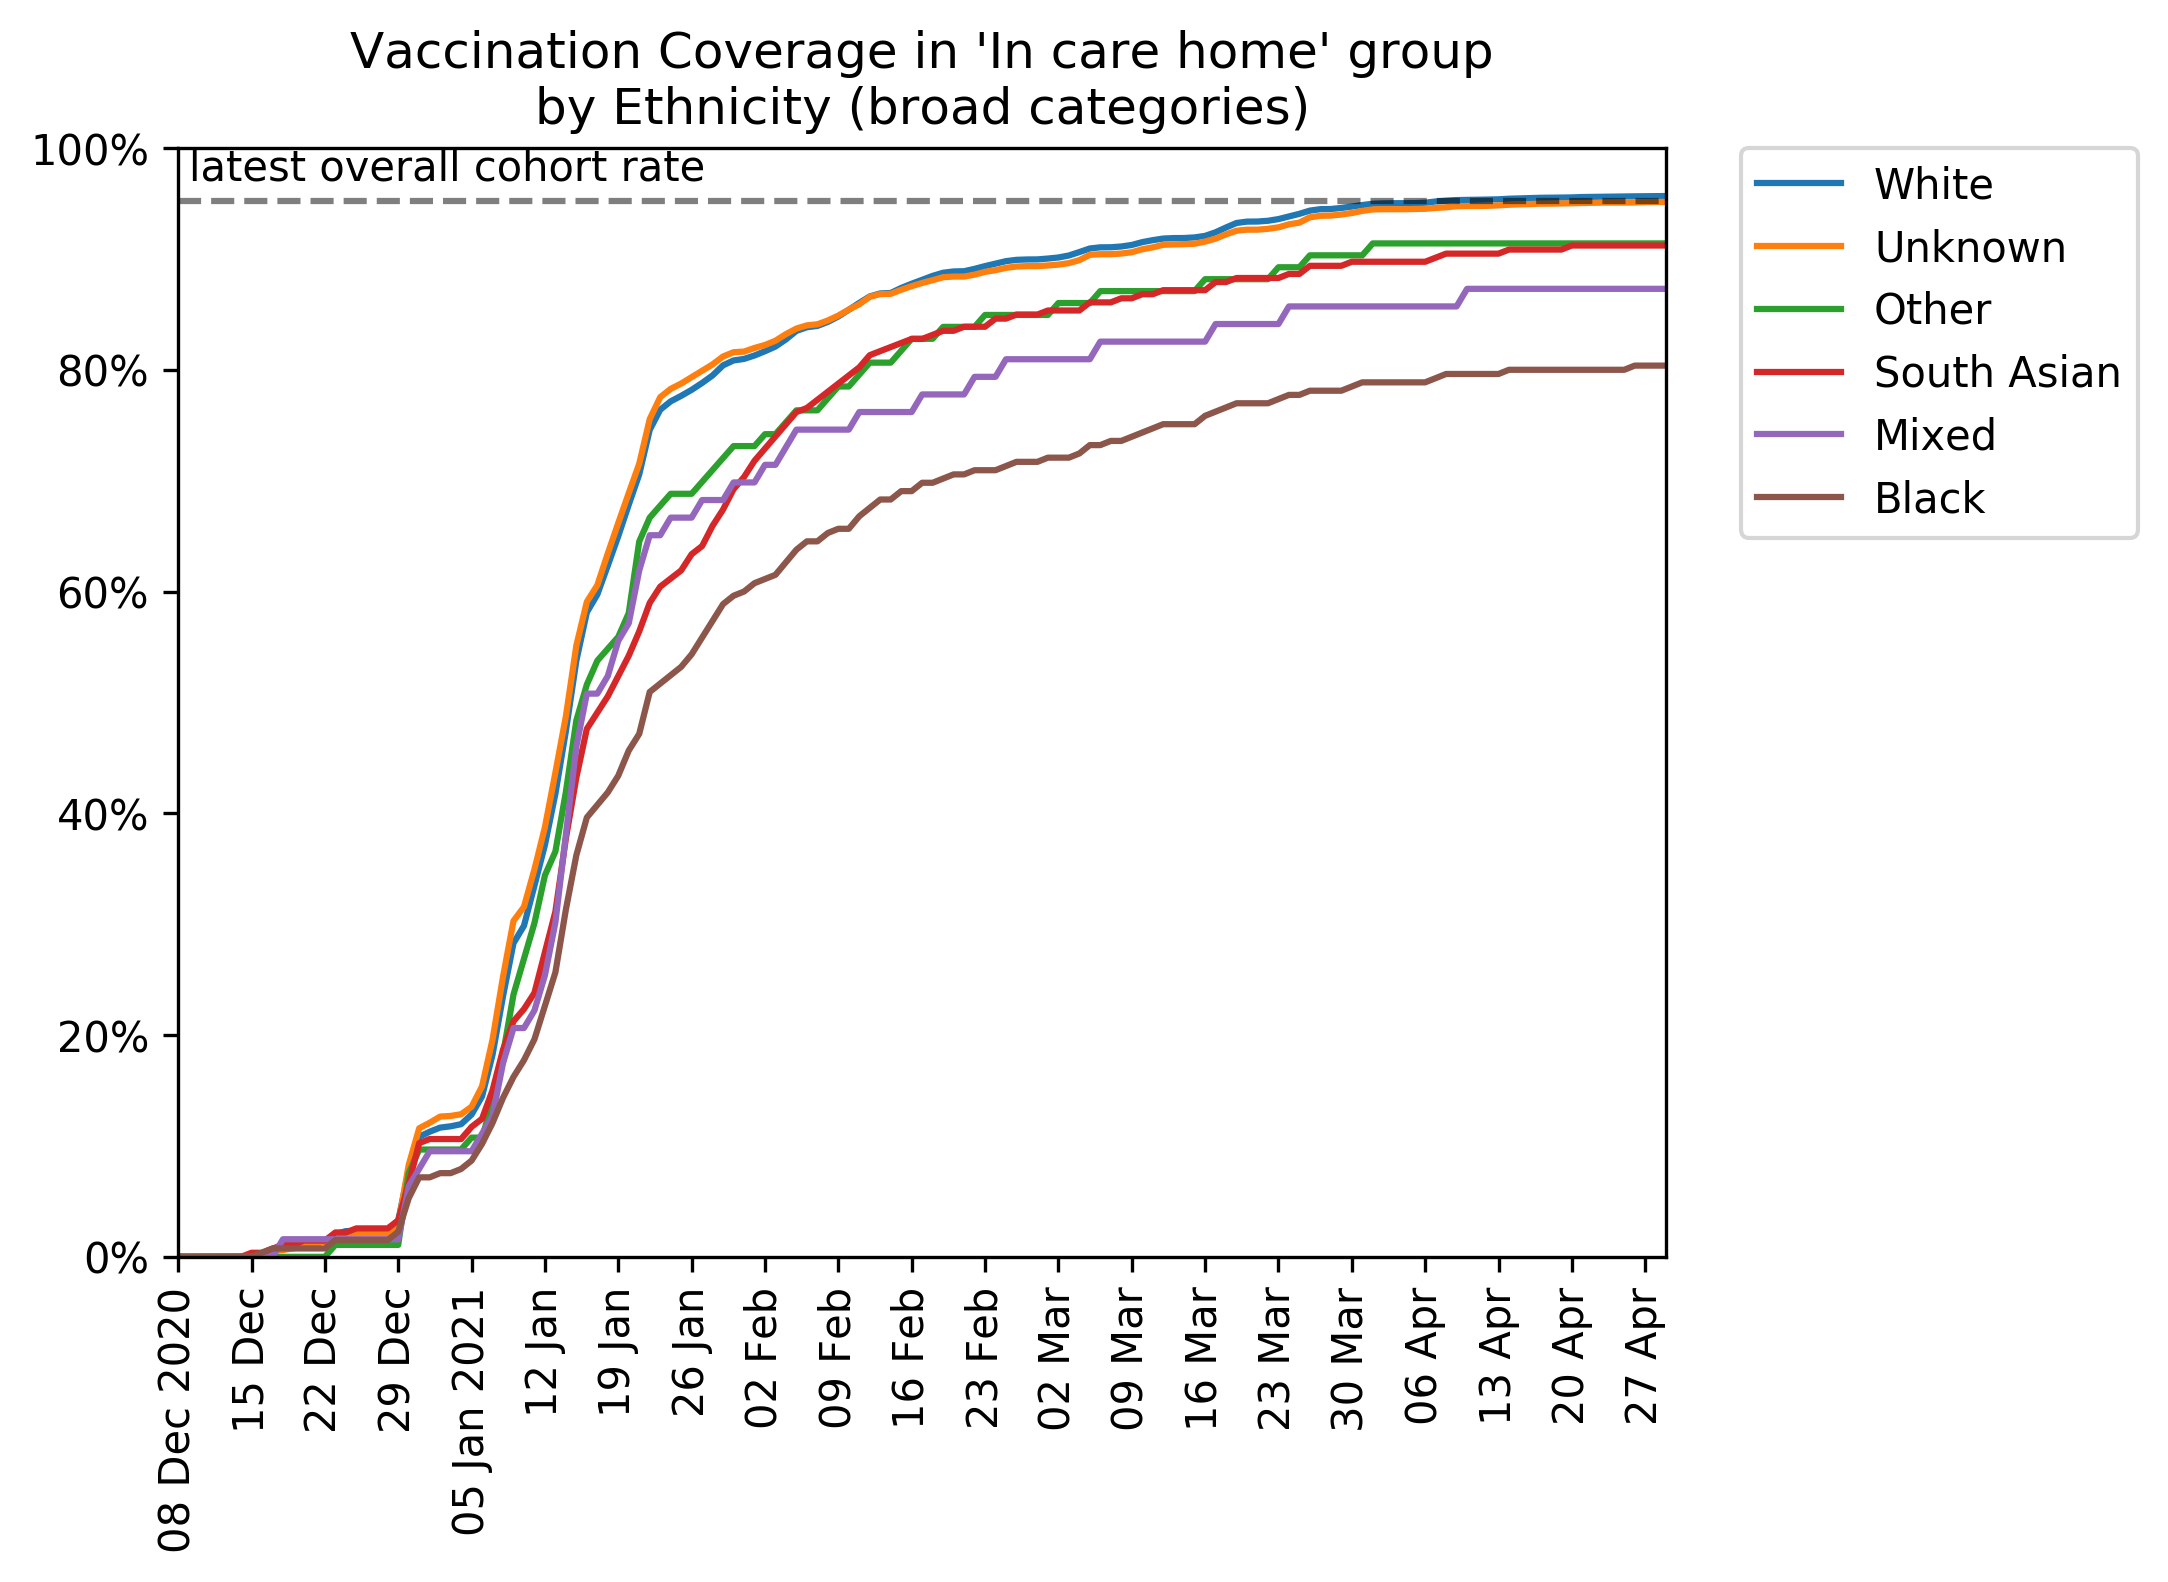 Vaccination Coverage in 'In care home' group
by Ethnicity (broad categories)
100%
80%
60%
40%
20%
0%
latest overall cohort rate
White
Unknown
Other
South Asian
Mixed
Black
08 Dec 2020
15 Dec
22 Dec
29 Dec
05 Jan 2021
12 Jan
19 Jan
26 Jan
02 Feb
09 Feb
16 Feb
23 Feb
02 Mar
09 Mar
16 Mar
23 Mar
30 Mar
06 Apr
13 Apr
20 Apr
27 Apr